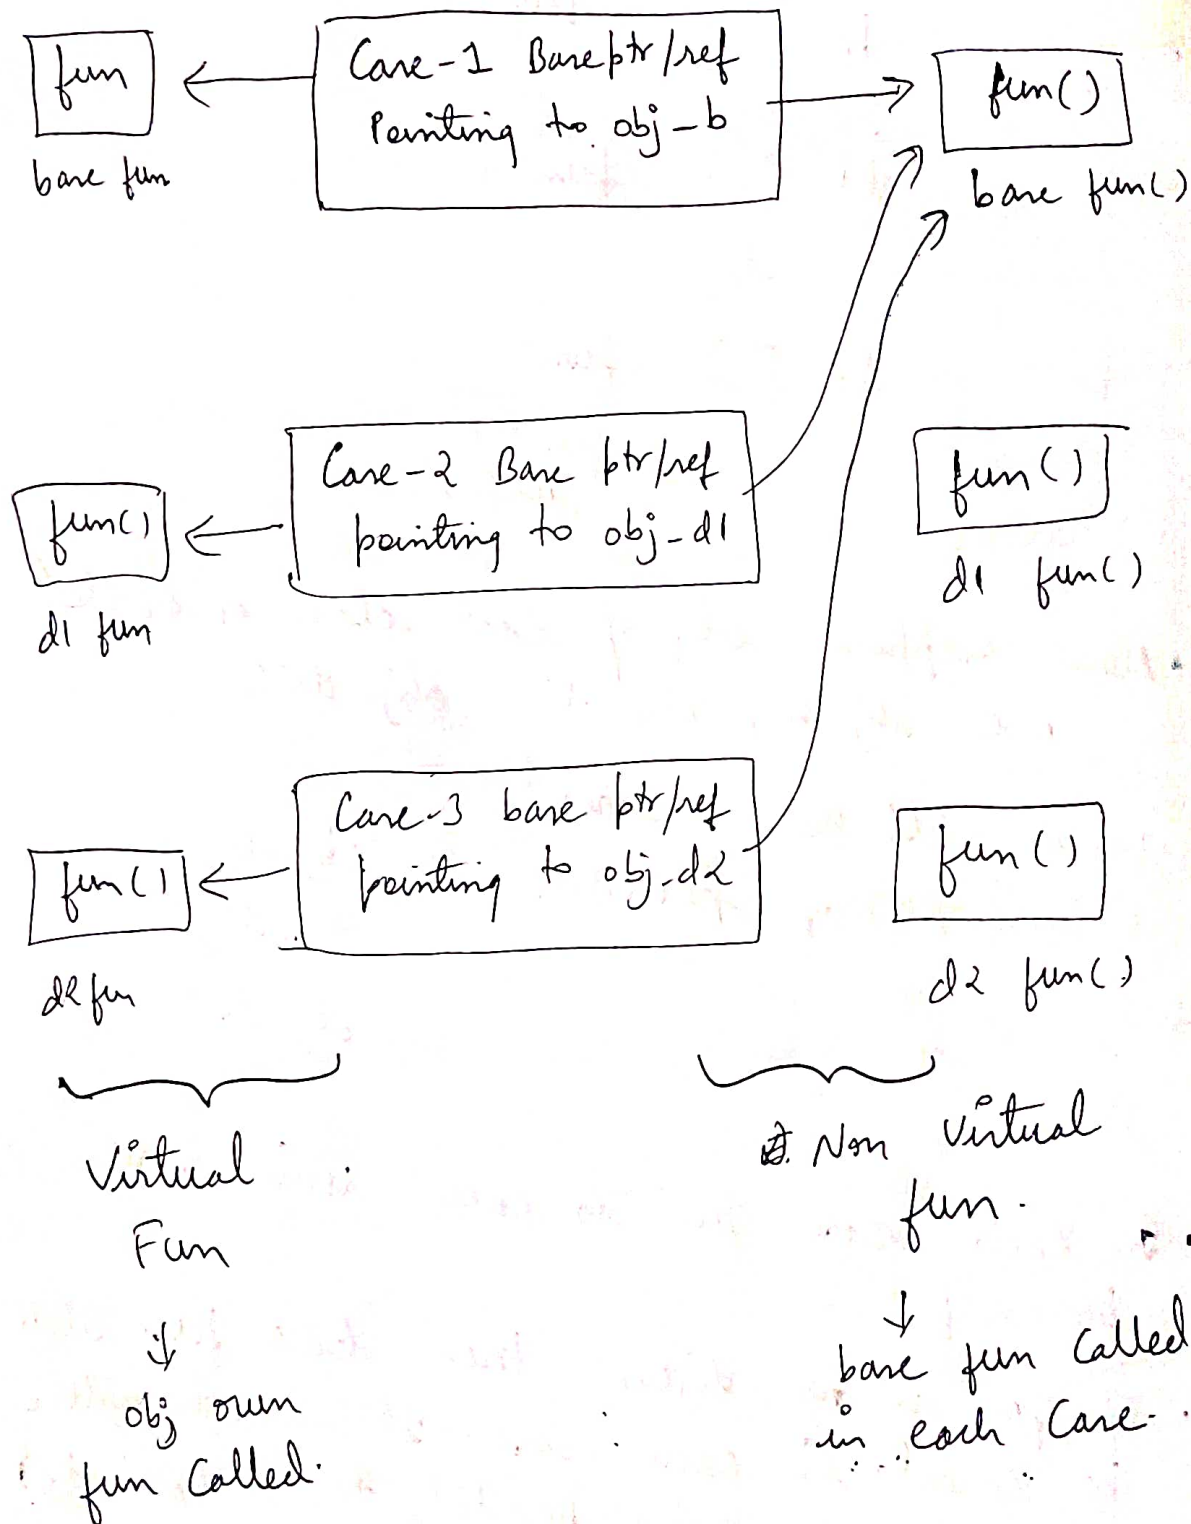 fun
base fun
Case-1 Base ptr/ref
Pointing to obj-b
fun()
base fun()
fun()
d1 fun
Case-2 Base ptr/ref
pointing to obj-d1
fun()
d1 fun()
fun()
d2 fun
Case-3 base ptr/ref
pointing to obj-d2
fun()
d2 fun()
Virtual
Fun
↓
obj own
fun Called.
Non Virtual
fun.
↓
base fun Called
in each Case.